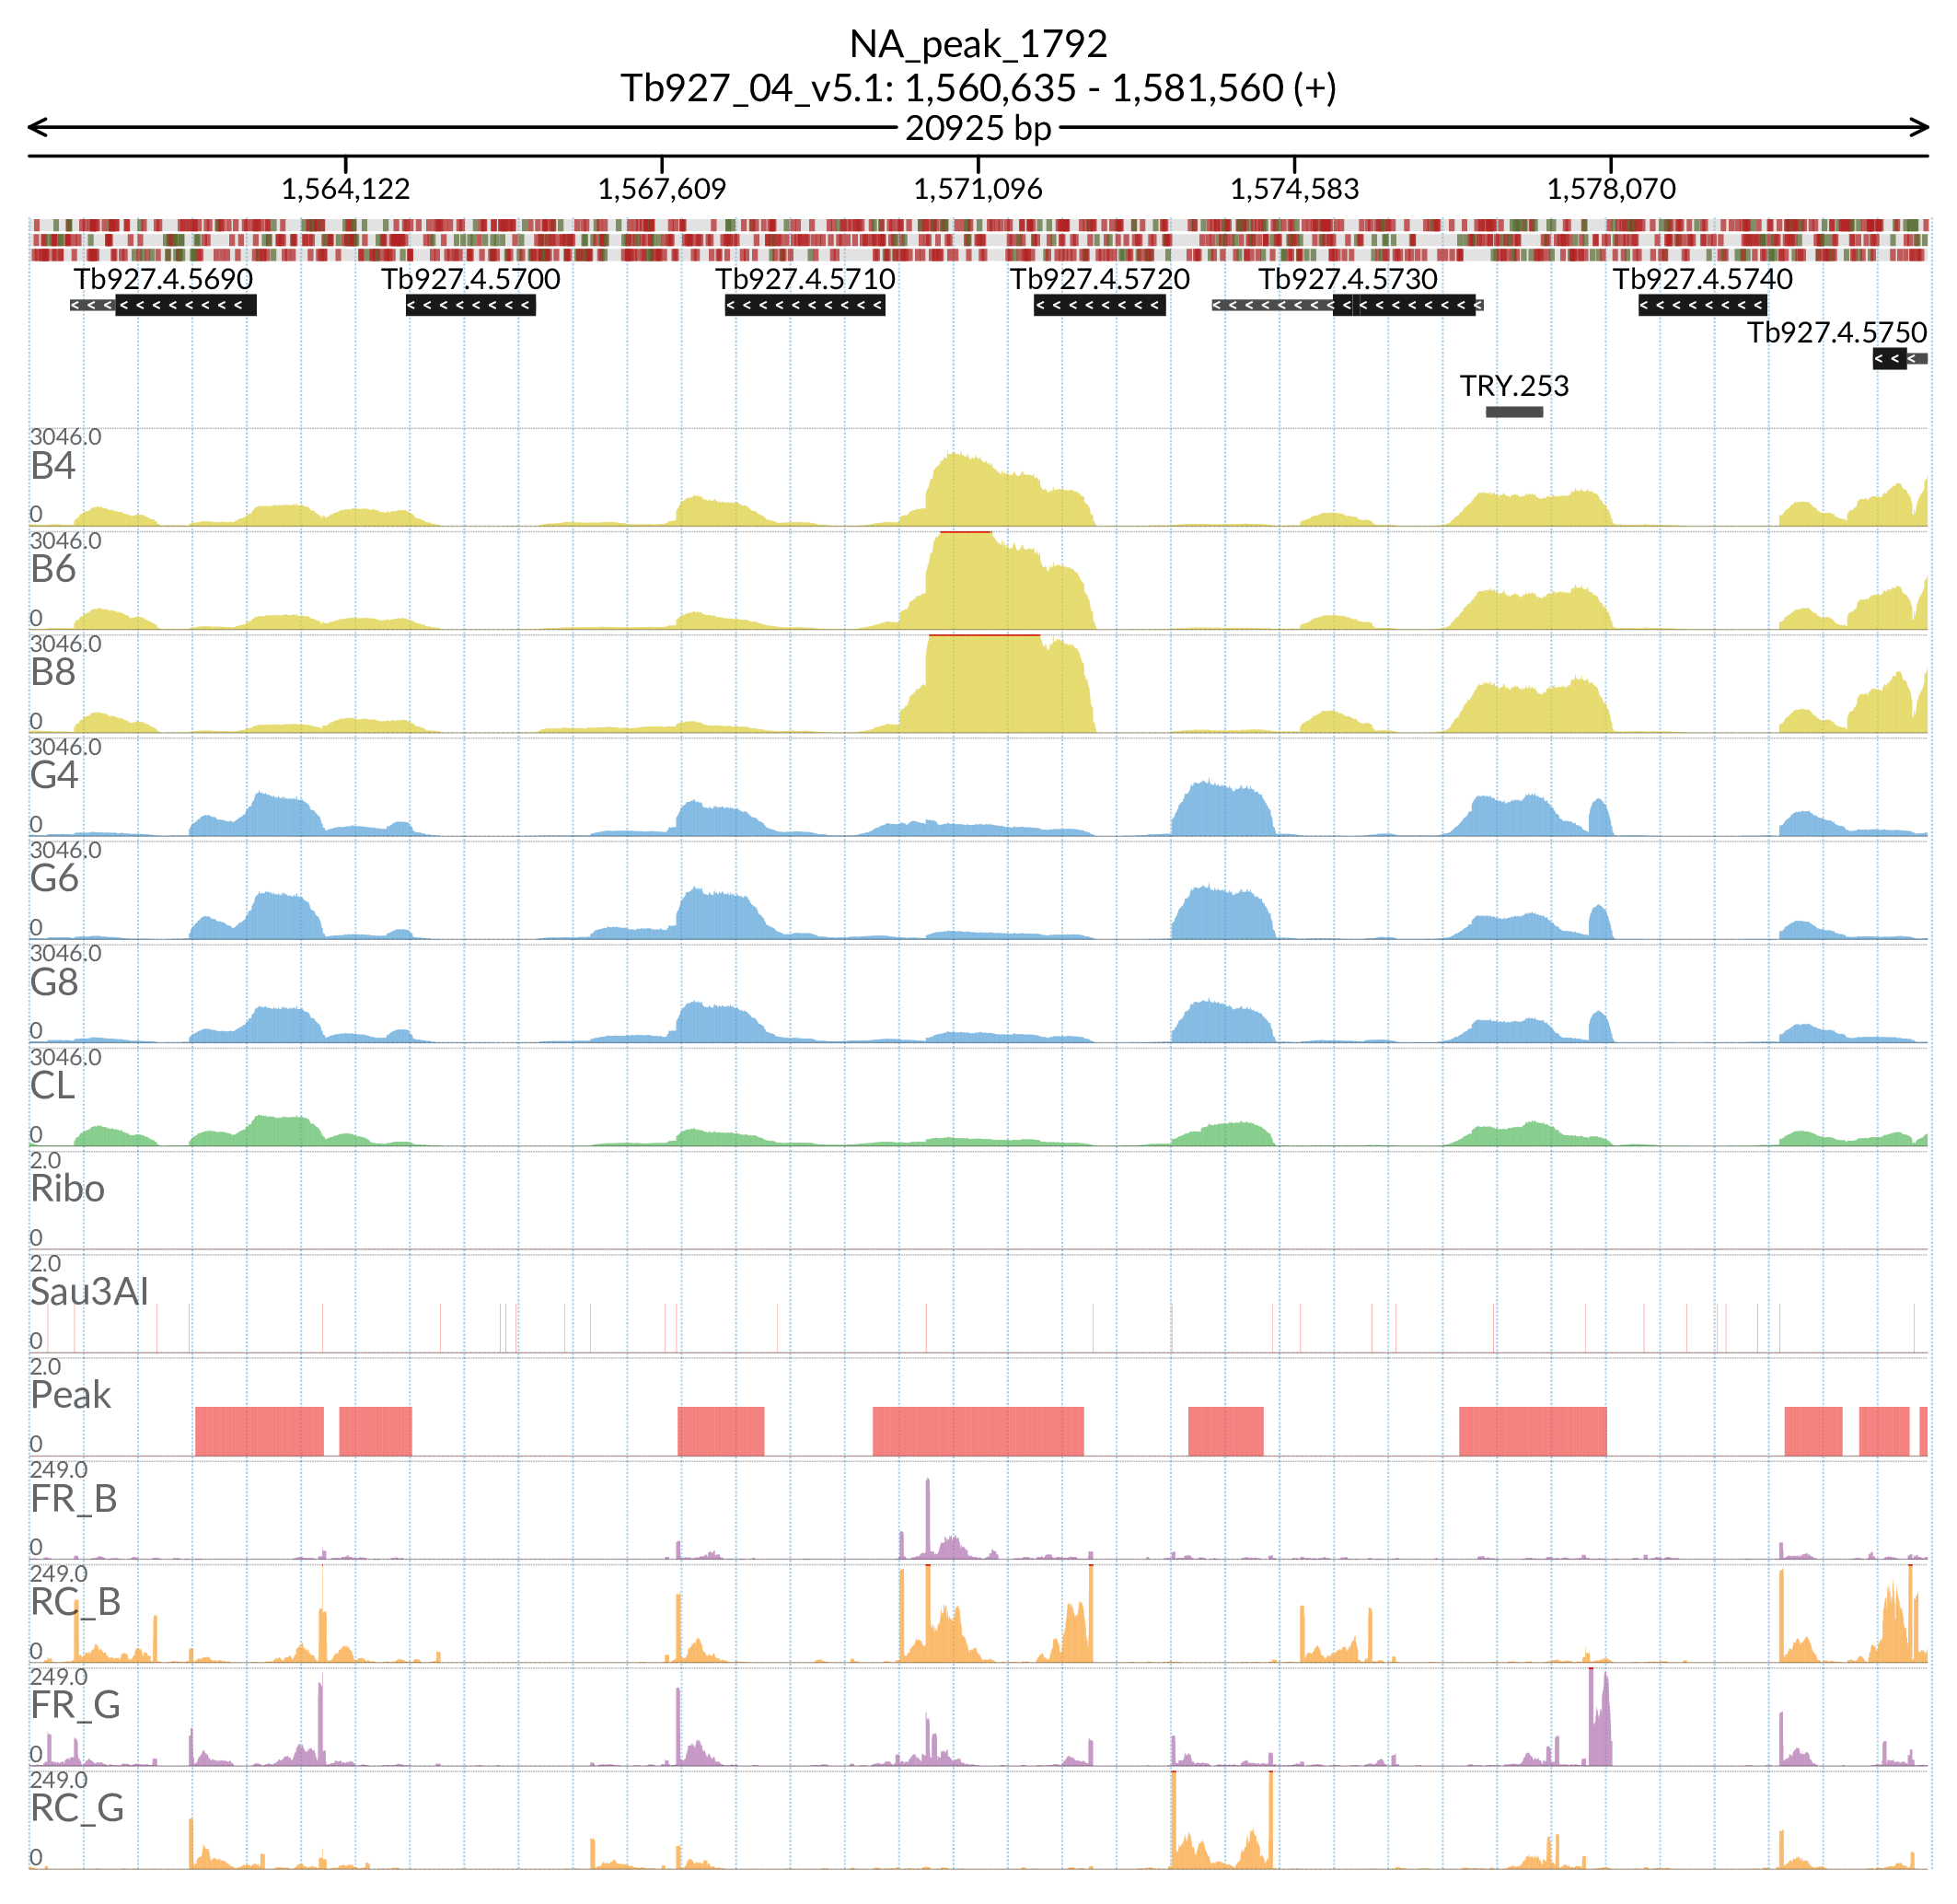 NA_peak_1792
Tb927_04_v5.1: 1,560,635 - 1,581,560 (+)
20925 bp
1,564,122 1,567,609 1,571,096 1,574,583 1,578,070
Tb927.4.5690 Tb927.4.5700 Tb927.4.5710 Tb927.4.5720 Tb927.4.5730 Tb927.4.5740
Tb927.4.5750
TRY.253
3046.0
B4
0
3046.0
B6
0
3046.0
B8
0
3046.0
G4
0
3046.0
G6
0
3046.0
G8
0
3046.0
CL
0
2.0
Ribo
0
2.0
Sau3AI
0
2.0
Peak
0
249.0
FR_B
0
249.0
RC_B
0
249.0
FR_G
0
249.0
RC_G
0